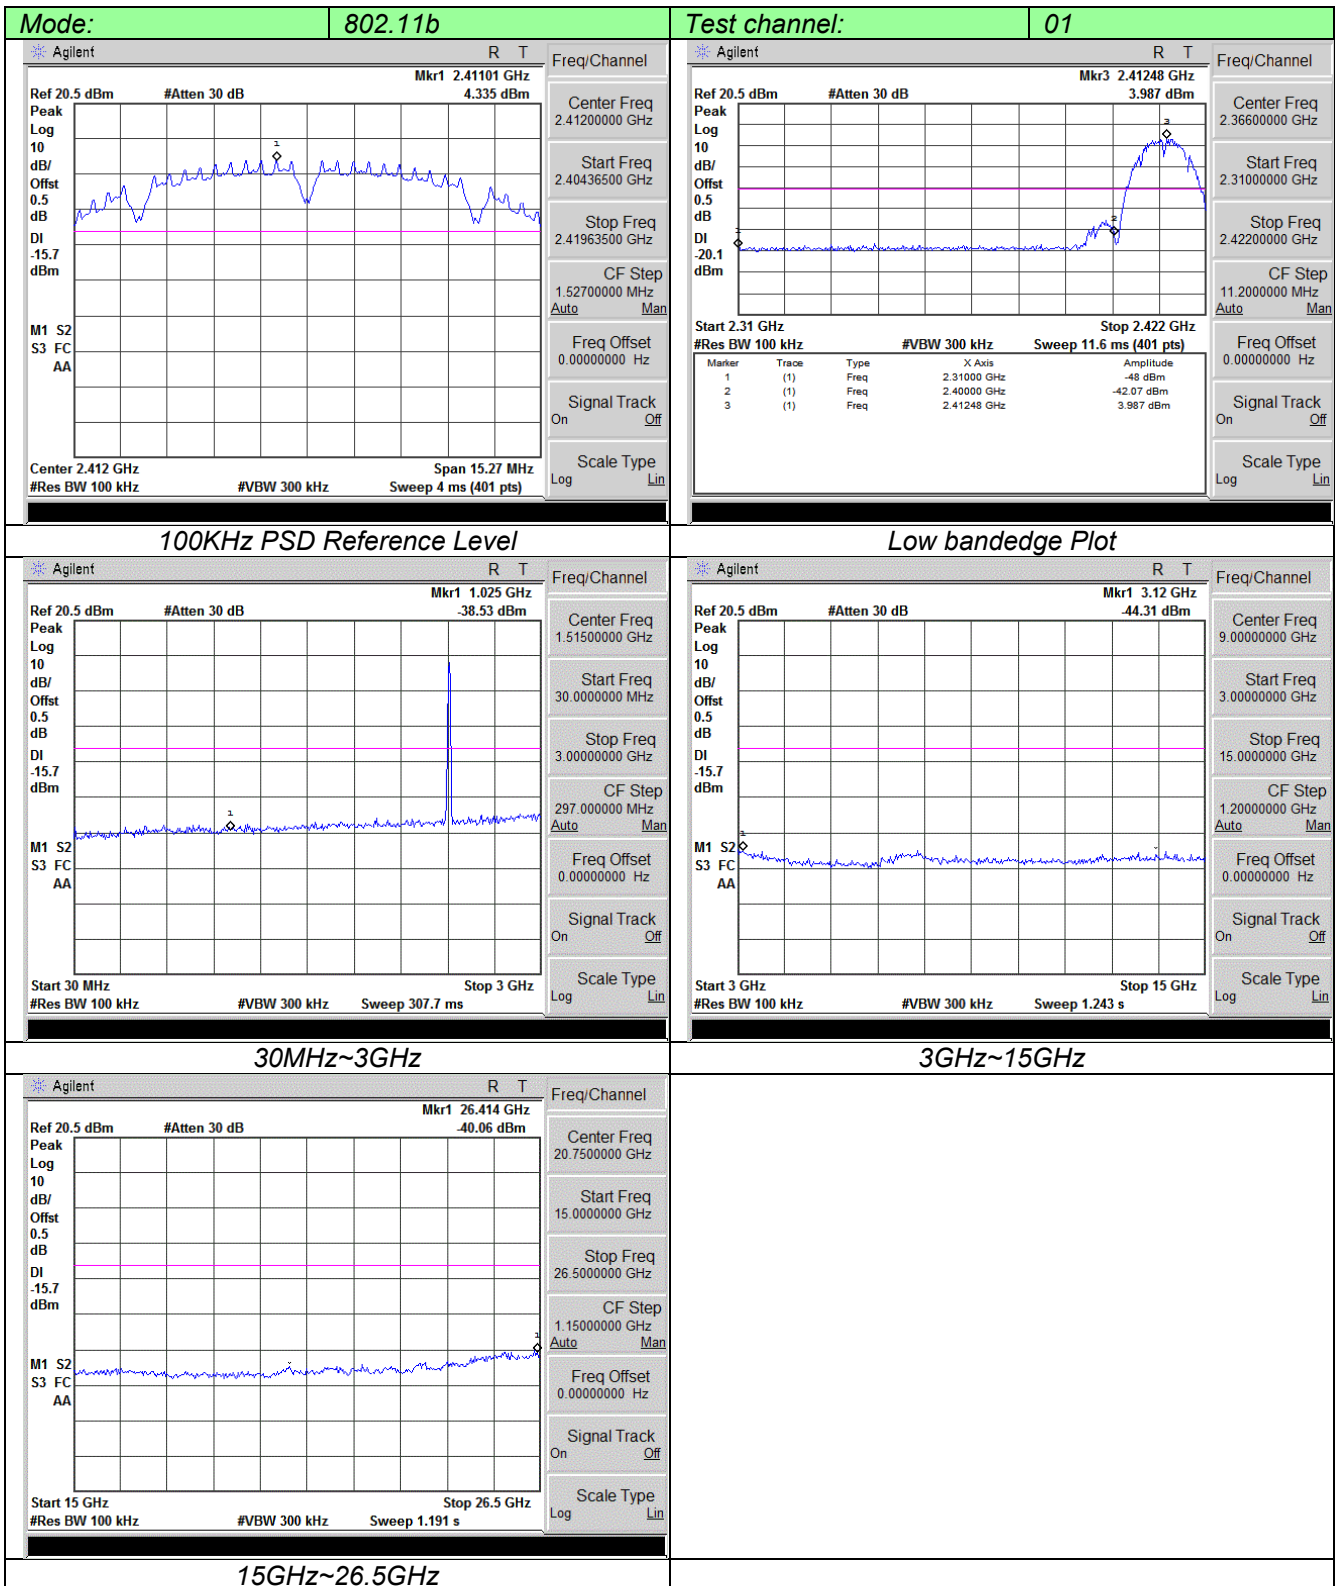 Mode: 802.11b Test channel: 01
Agilent R T
Mkr1 2.41101 GHz
Ref 20.5 dBm #Atten 30 dB 4.335 dBm
Peak
Log
10
dB/
Offst
0.5
dB
DI
-15.7
dBm
M1 S2
S3 FC
AA
1
Center 2.412 GHz Span 15.27 MHz
#Res BW 100 kHz #VBW 300 kHz Sweep 4 ms (401 pts)
Freq/Channel
Center Freq
2.41200000 GHz
Start Freq
2.40436500 GHz
Stop Freq
2.41963500 GHz
CF Step
1.52700000 MHz
Auto Man
Freq Offset
0.00000000 Hz
Signal Track
On Off
Scale Type
Log Lin
100KHz PSD Reference Level
Agilent R T
Mkr3 2.41248 GHz
Ref 20.5 dBm #Atten 30 dB 3.987 dBm
Peak
Log
10
dB/
Offst
0.5
dB
DI
-20.1
dBm
1
2
3
Start 2.31 GHz Stop 2.422 GHz
#Res BW 100 kHz #VBW 300 kHz Sweep 11.6 ms (401 pts)
Marker Trace Type X Axis Amplitude
1 (1) Freq 2.31000 GHz -48 dBm
2 (1) Freq 2.40000 GHz -42.07 dBm
3 (1) Freq 2.41248 GHz 3.987 dBm
Freq/Channel
Center Freq
2.36600000 GHz
Start Freq
2.31000000 GHz
Stop Freq
2.42200000 GHz
CF Step
11.2000000 MHz
Auto Man
Freq Offset
0.00000000 Hz
Signal Track
On Off
Scale Type
Log Lin
Low bandedge Plot
Agilent R T
Mkr1 1.025 GHz
Ref 20.5 dBm #Atten 30 dB -38.53 dBm
Peak
Log
10
dB/
Offst
0.5
dB
DI
-15.7
dBm
M1 S2
S3 FC
AA
1
Start 30 MHz Stop 3 GHz
#Res BW 100 kHz #VBW 300 kHz Sweep 307.7 ms
Freq/Channel
Center Freq
1.51500000 GHz
Start Freq
30.0000000 MHz
Stop Freq
3.00000000 GHz
CF Step
297.000000 MHz
Auto Man
Freq Offset
0.00000000 Hz
Signal Track
On Off
Scale Type
Log Lin
30MHz~3GHz
Agilent R T
Mkr1 3.12 GHz
Ref 20.5 dBm #Atten 30 dB -44.31 dBm
Peak
Log
10
dB/
Offst
0.5
dB
DI
-15.7
dBm
M1 S2
S3 FC
AA
1
Start 3 GHz Stop 15 GHz
#Res BW 100 kHz #VBW 300 kHz Sweep 1.243 s
Freq/Channel
Center Freq
9.00000000 GHz
Start Freq
3.00000000 GHz
Stop Freq
15.0000000 GHz
CF Step
1.20000000 GHz
Auto Man
Freq Offset
0.00000000 Hz
Signal Track
On Off
Scale Type
Log Lin
3GHz~15GHz
Agilent R T
Mkr1 26.414 GHz
Ref 20.5 dBm #Atten 30 dB -40.06 dBm
Peak
Log
10
dB/
Offst
0.5
dB
DI
-15.7
dBm
M1 S2
S3 FC
AA
1
Start 15 GHz Stop 26.5 GHz
#Res BW 100 kHz #VBW 300 kHz Sweep 1.191 s
Freq/Channel
Center Freq
20.7500000 GHz
Start Freq
15.0000000 GHz
Stop Freq
26.5000000 GHz
CF Step
1.15000000 GHz
Auto Man
Freq Offset
0.00000000 Hz
Signal Track
On Off
Scale Type
Log Lin
15GHz~26.5GHz